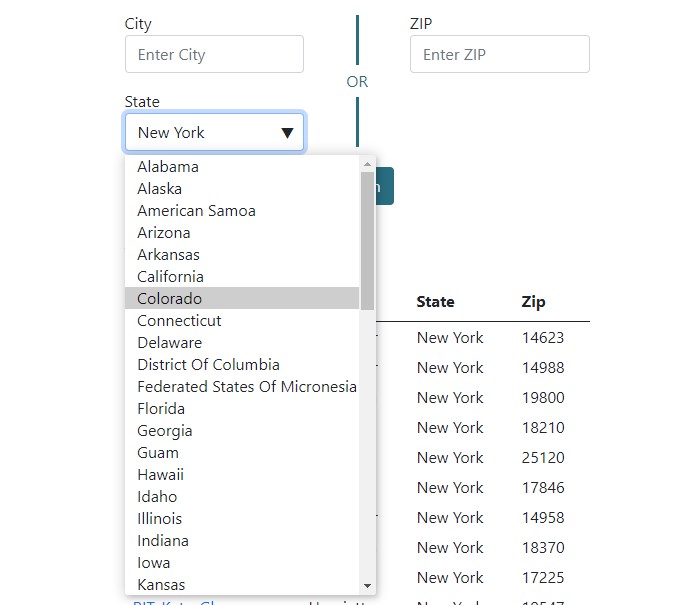 City
ZIP
Enter City
Enter ZIP
OR
State
New York ▼
Alabama
Alaska
American Samoa
Arizona
Arkansas
California
Colorado
Connecticut
Delaware
District Of Columbia
Federated States Of Micronesia
Florida
Georgia
Guam
Hawaii
Idaho
Illinois
Indiana
Iowa
Kansas
State Zip
New York 14623
New York 14988
New York 19800
New York 18210
New York 25120
New York 17846
New York 14958
New York 18370
New York 17225